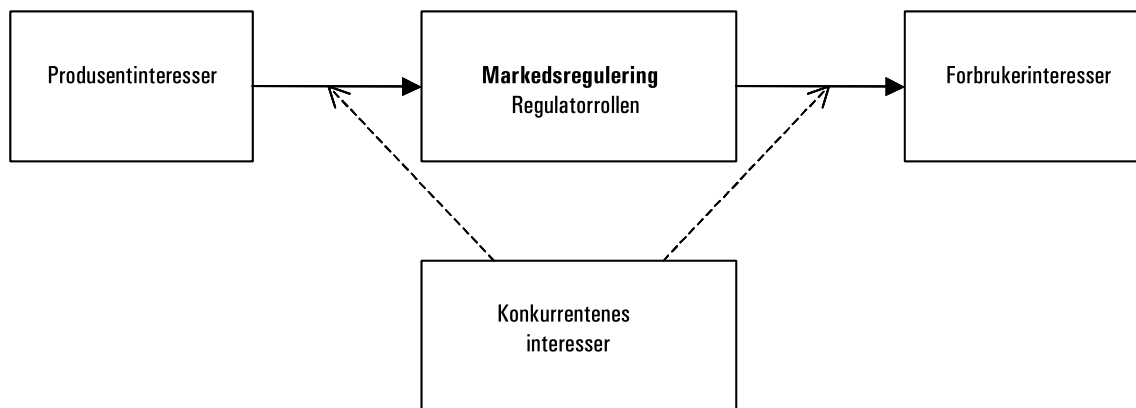 Produsentinteresser
Markedsregulering
Regulatorrollen
Forbrukerinteresser
Konkurrentenes
interesser